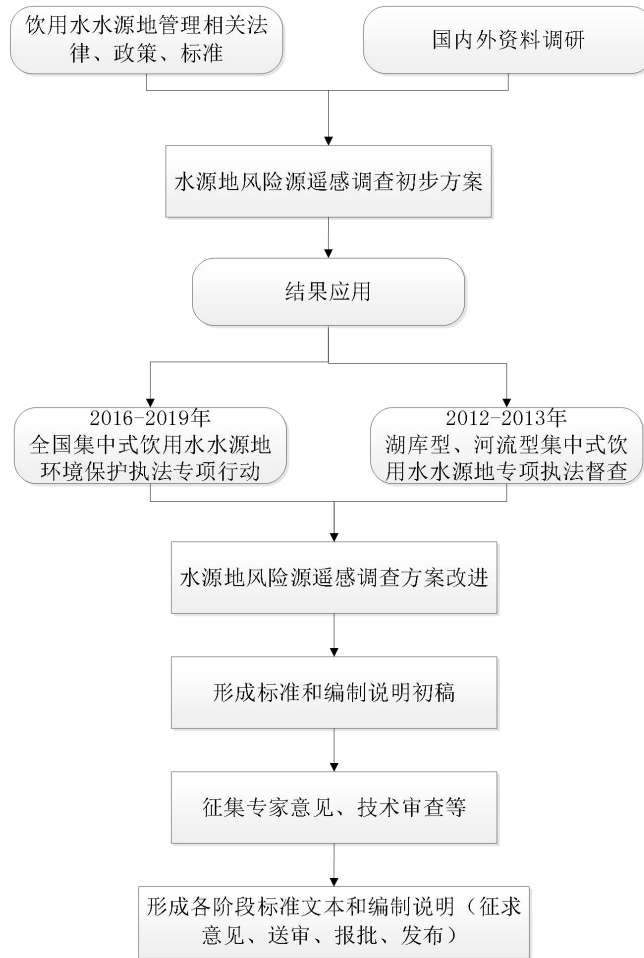 饮用水水源地管理相关法
律、政策、标准
国内外资料调研
水源地风险源遥感调查初步方案
结果应用
2016-2019年
全国集中式饮用水水源地
环境保护执法专项行动
2012-2013年
湖库型、河流型集中式饮
用水水源地专项执法督查
水源地风险源遥感调查方案改进
形成标准和编制说明初稿
征集专家意见、技术审查等
形成各阶段标准文本和编制说明（征求
意见、送审、报批、发布）